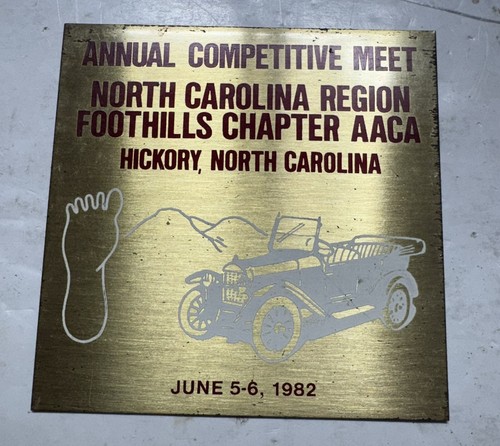 ANNUAL COMPETITIVE MEET
NORTH CAROLINA REGION
FOOTHILLS CHAPTER AACA
HICKORY, NORTH CAROLINA
JUNE 5-6, 1982